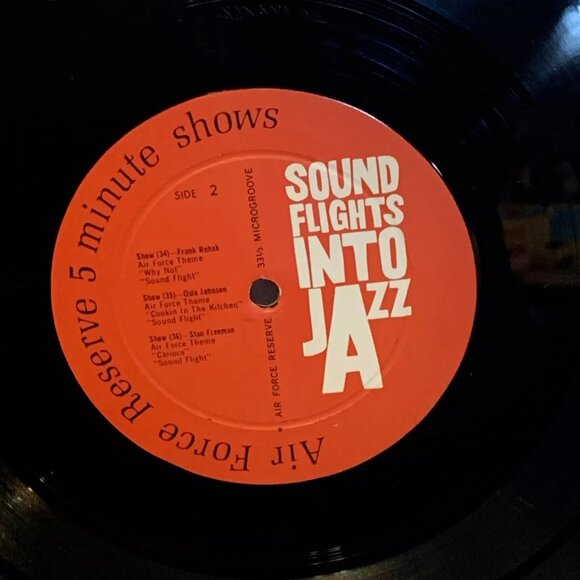 Air Force Reserve 5 minute shows
SIDE 2
Show (34)—Frank Rehak
Air Force Theme
"Why Not"
"Sound Flight"
Show (35)—Osie Johnson
Air Force Theme
"Cookin In The Kitchen"
"Sound Flight"
Show (36)—Stan Freeman
Air Force Theme
"Carioca"
"Sound Flight"
* AIR FORCE RESERVE 33⅓ MICROGROOVE
SOUND
FLIGHTS
INTO
JAZZ